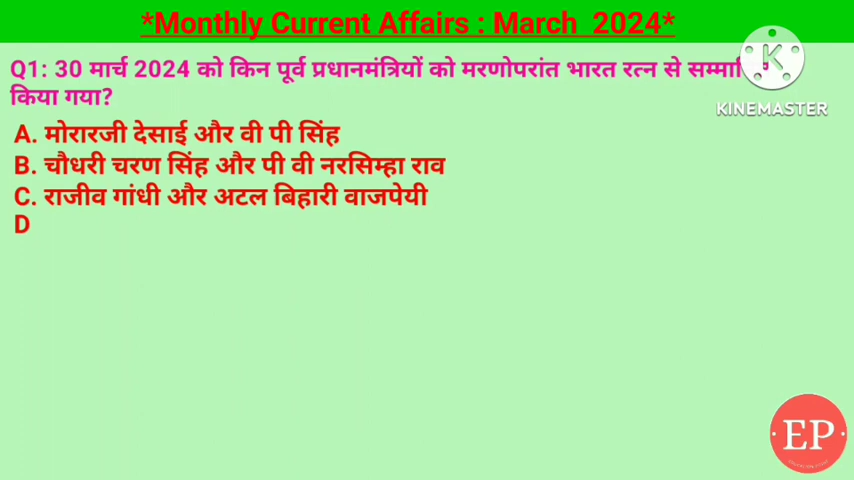 *Monthly Current Affairs : March 2024*
Q1: 30 मार्च 2024 को किन पूर्व प्रधानमंत्रियों को मरणोपरांत भारत रत्न से
किया गया?
A. मोरारजी देसाई और वी पी सिंह
B. चौधरी चरण सिंह और पी वी नरसिम्हा राव
C. राजीव गांधी और अटल बिहारी वाजपेयी
D
K
KINEMASTER
EP